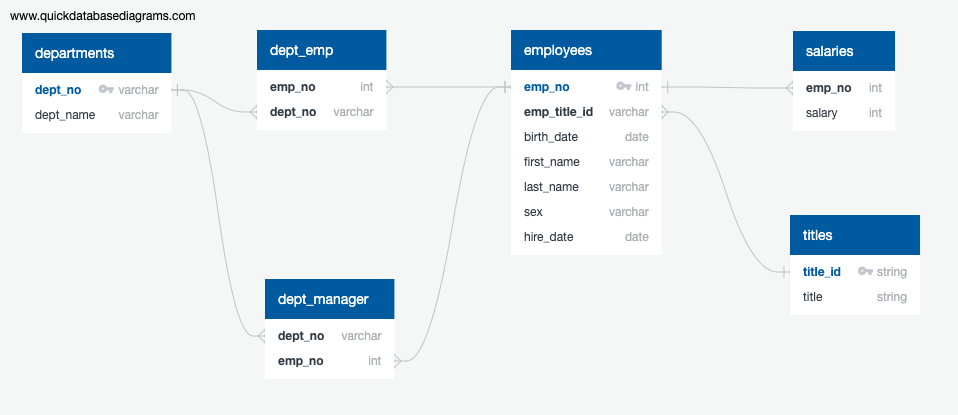 www.quickdatabasediagrams.com
departments
dept_no varchar
dept_name varchar
dept_emp
emp_no int
dept_no varchar
employees
emp_no int
emp_title_id varchar
birth_date date
first_name varchar
last_name varchar
sex varchar
hire_date date
salaries
emp_no int
salary int
titles
title_id string
title string
dept_manager
dept_no varchar
emp_no int